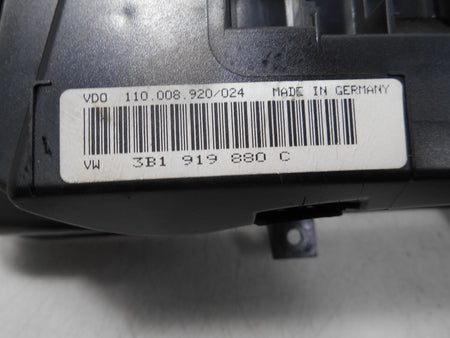 VDO 110.008.920/024 MADE IN GERMANY
VW 3B1 919 880 C